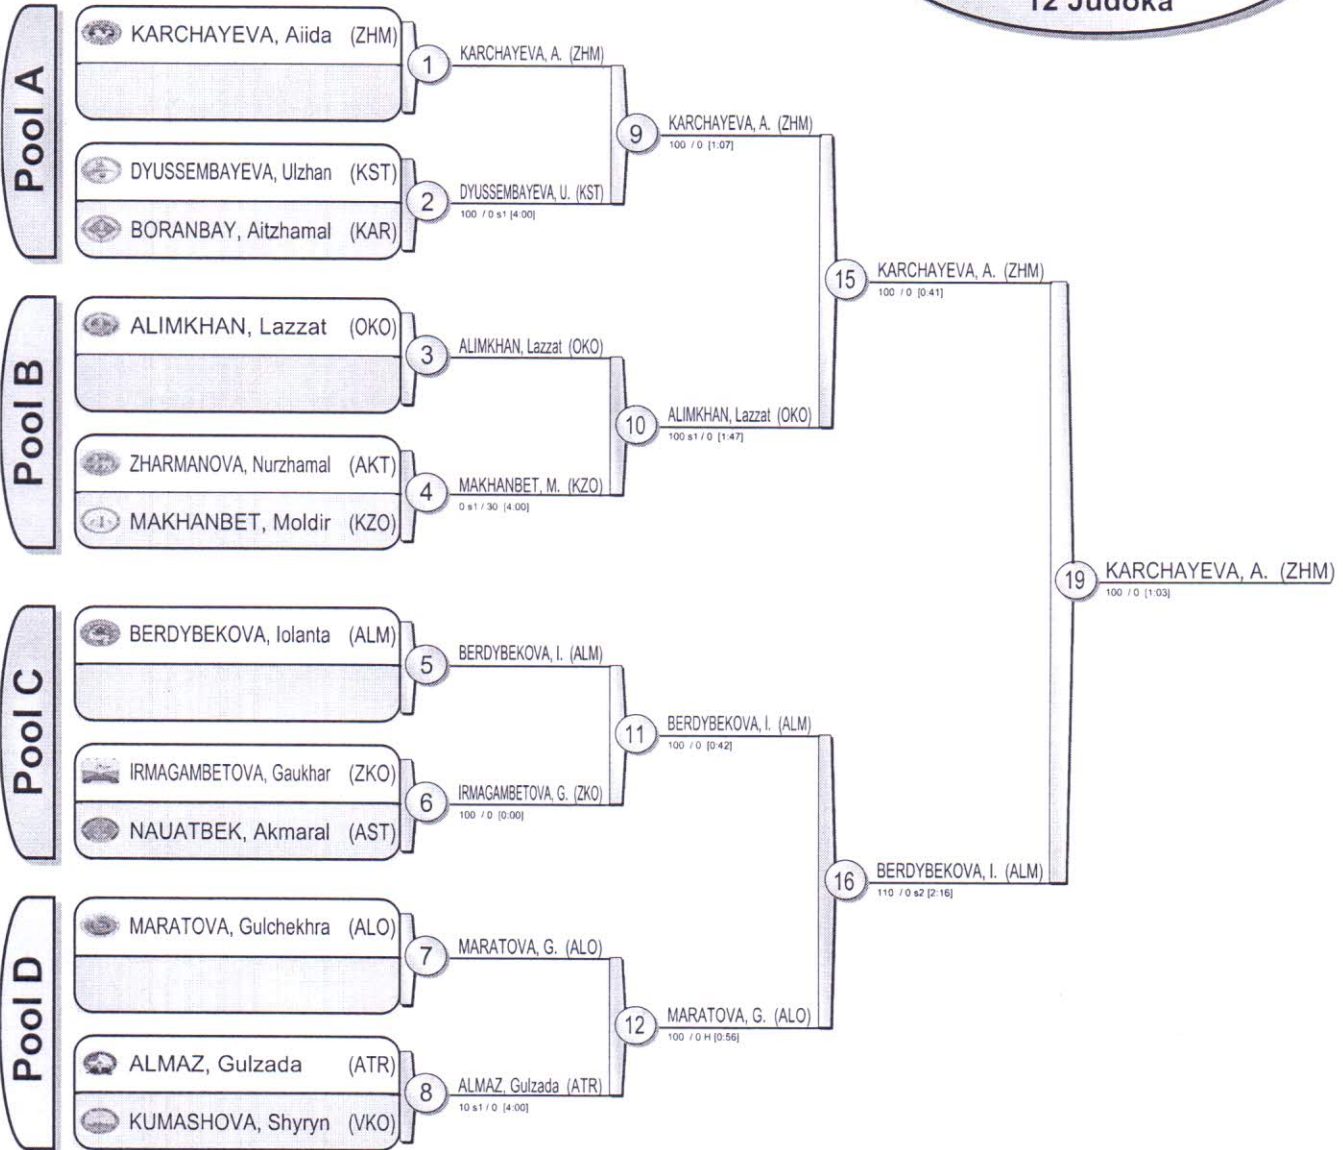 12 Judoka
Pool A
KARCHAYEVA, Aiida (ZHM)
DYUSSEMBAYEVA, Ulzhan (KST)
BORANBAY, Aitzhamal (KAR)
1
KARCHAYEVA, A. (ZHM)
2
DYUSSEMBAYEVA, U. (KST)
100 / 0 s1 [4:00]
9
KARCHAYEVA, A. (ZHM)
100 / 0 [1:07]
Pool B
ALIMKHAN, Lazzat (OKO)
ZHARMANOVA, Nurzhamal (AKT)
MAKHANBET, Moldir (KZO)
3
ALIMKHAN, Lazzat (OKO)
4
MAKHANBET, M. (KZO)
0 s1 / 30 [4:00]
10
ALIMKHAN, Lazzat (OKO)
100 s1 / 0 [1:47]
15
KARCHAYEVA, A. (ZHM)
100 / 0 [0:41]
Pool C
BERDYBEKOVA, Iolanta (ALM)
IRMAGAMBETOVA, Gaukhar (ZKO)
NAUATBEK, Akmaral (AST)
5
BERDYBEKOVA, I. (ALM)
6
IRMAGAMBETOVA, G. (ZKO)
100 / 0 [0:00]
11
BERDYBEKOVA, I. (ALM)
100 / 0 [0:42]
Pool D
MARATOVA, Gulchekhra (ALO)
ALMAZ, Gulzada (ATR)
KUMASHOVA, Shyryn (VKO)
7
MARATOVA, G. (ALO)
8
ALMAZ, Gulzada (ATR)
10 s1 / 0 [4:00]
12
MARATOVA, G. (ALO)
100 / 0 H [0:56]
16
BERDYBEKOVA, I. (ALM)
110 / 0 s2 [2:16]
19
KARCHAYEVA, A. (ZHM)
100 / 0 [1:03]